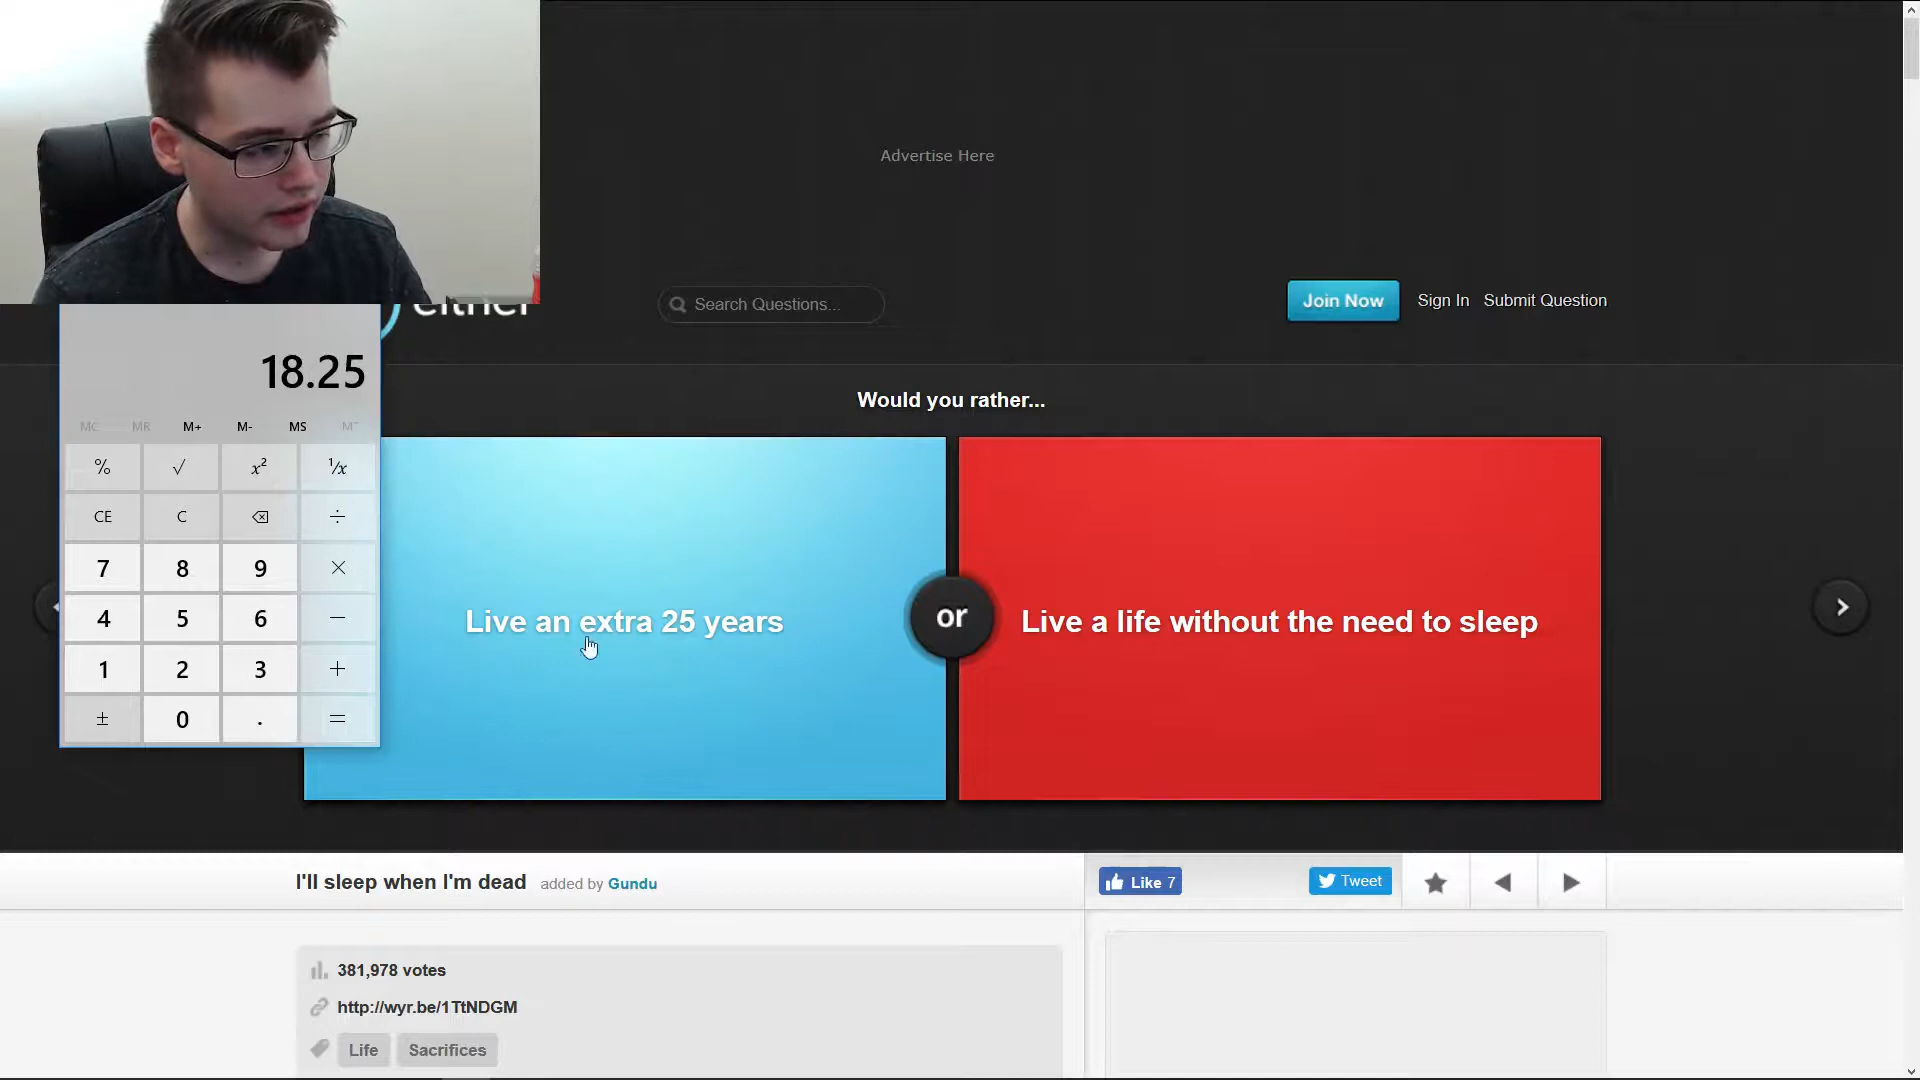 Advertise Here
either
Search Questions...
Join Now
Sign In
Submit Question
18.25
MC MR M+ M- MS M
Would you rather...
% √ x² ¹/x
CE C ÷
7 8 9 ×
4 5 6 −
1 2 3 +
± 0 . =
Live an extra 25 years
or
Live a life without the need to sleep
I'll sleep when I'm dead added by Gundu
Like 7
Tweet
381,978 votes
http://wyr.be/1TtNDGM
Life Sacrifices